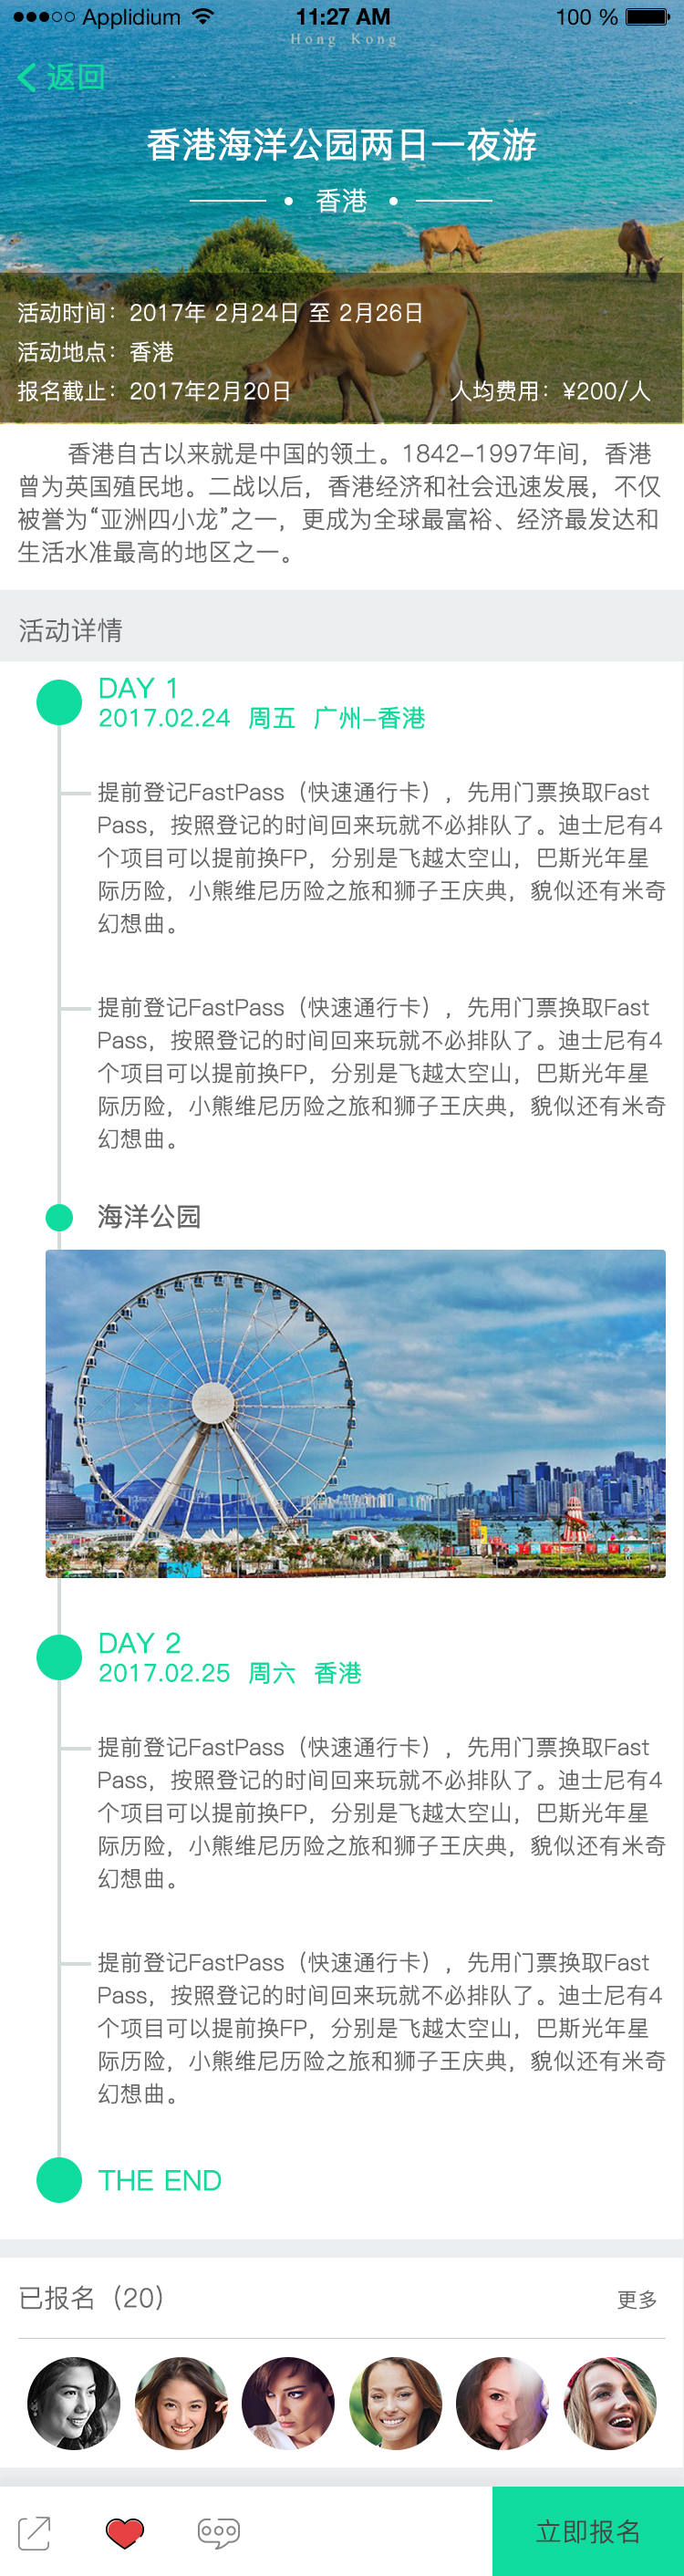 Applidium 11:27 AM 100 %
Hong Kong
返回
香港海洋公园两日一夜游
香港
活动时间：2017年 2月24日 至 2月26日
活动地点：香港
报名截止：2017年2月20日 人均费用：¥200/人
香港自古以来就是中国的领土。1842-1997年间，香港
曾为英国殖民地。二战以后，香港经济和社会迅速发展，不仅
被誉为“亚洲四小龙”之一，更成为全球最富裕、经济最发达和
生活水准最高的地区之一。
活动详情
DAY 1
2017.02.24 周五 广州-香港
提前登记FastPass（快速通行卡），先用门票换取Fast
Pass，按照登记的时间回来玩就不必排队了。迪士尼有4
个项目可以提前换FP，分别是飞越太空山，巴斯光年星
际历险，小熊维尼历险之旅和狮子王庆典，貌似还有米奇
幻想曲。
提前登记FastPass（快速通行卡），先用门票换取Fast
Pass，按照登记的时间回来玩就不必排队了。迪士尼有4
个项目可以提前换FP，分别是飞越太空山，巴斯光年星
际历险，小熊维尼历险之旅和狮子王庆典，貌似还有米奇
幻想曲。
海洋公园
DAY 2
2017.02.25 周六 香港
提前登记FastPass（快速通行卡），先用门票换取Fast
Pass，按照登记的时间回来玩就不必排队了。迪士尼有4
个项目可以提前换FP，分别是飞越太空山，巴斯光年星
际历险，小熊维尼历险之旅和狮子王庆典，貌似还有米奇
幻想曲。
提前登记FastPass（快速通行卡），先用门票换取Fast
Pass，按照登记的时间回来玩就不必排队了。迪士尼有4
个项目可以提前换FP，分别是飞越太空山，巴斯光年星
际历险，小熊维尼历险之旅和狮子王庆典，貌似还有米奇
幻想曲。
THE END
已报名（20） 更多
立即报名